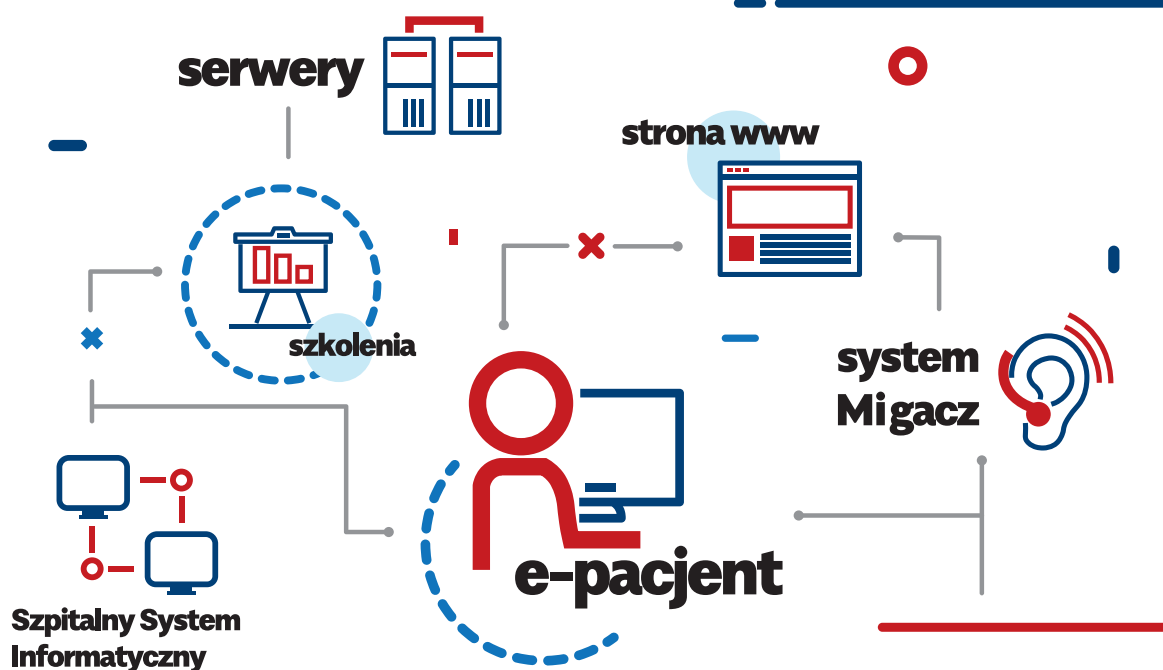 serwery
strona www
szkolenia
system
Migacz
e-pacjent
Szpitalny System
Informatyczny